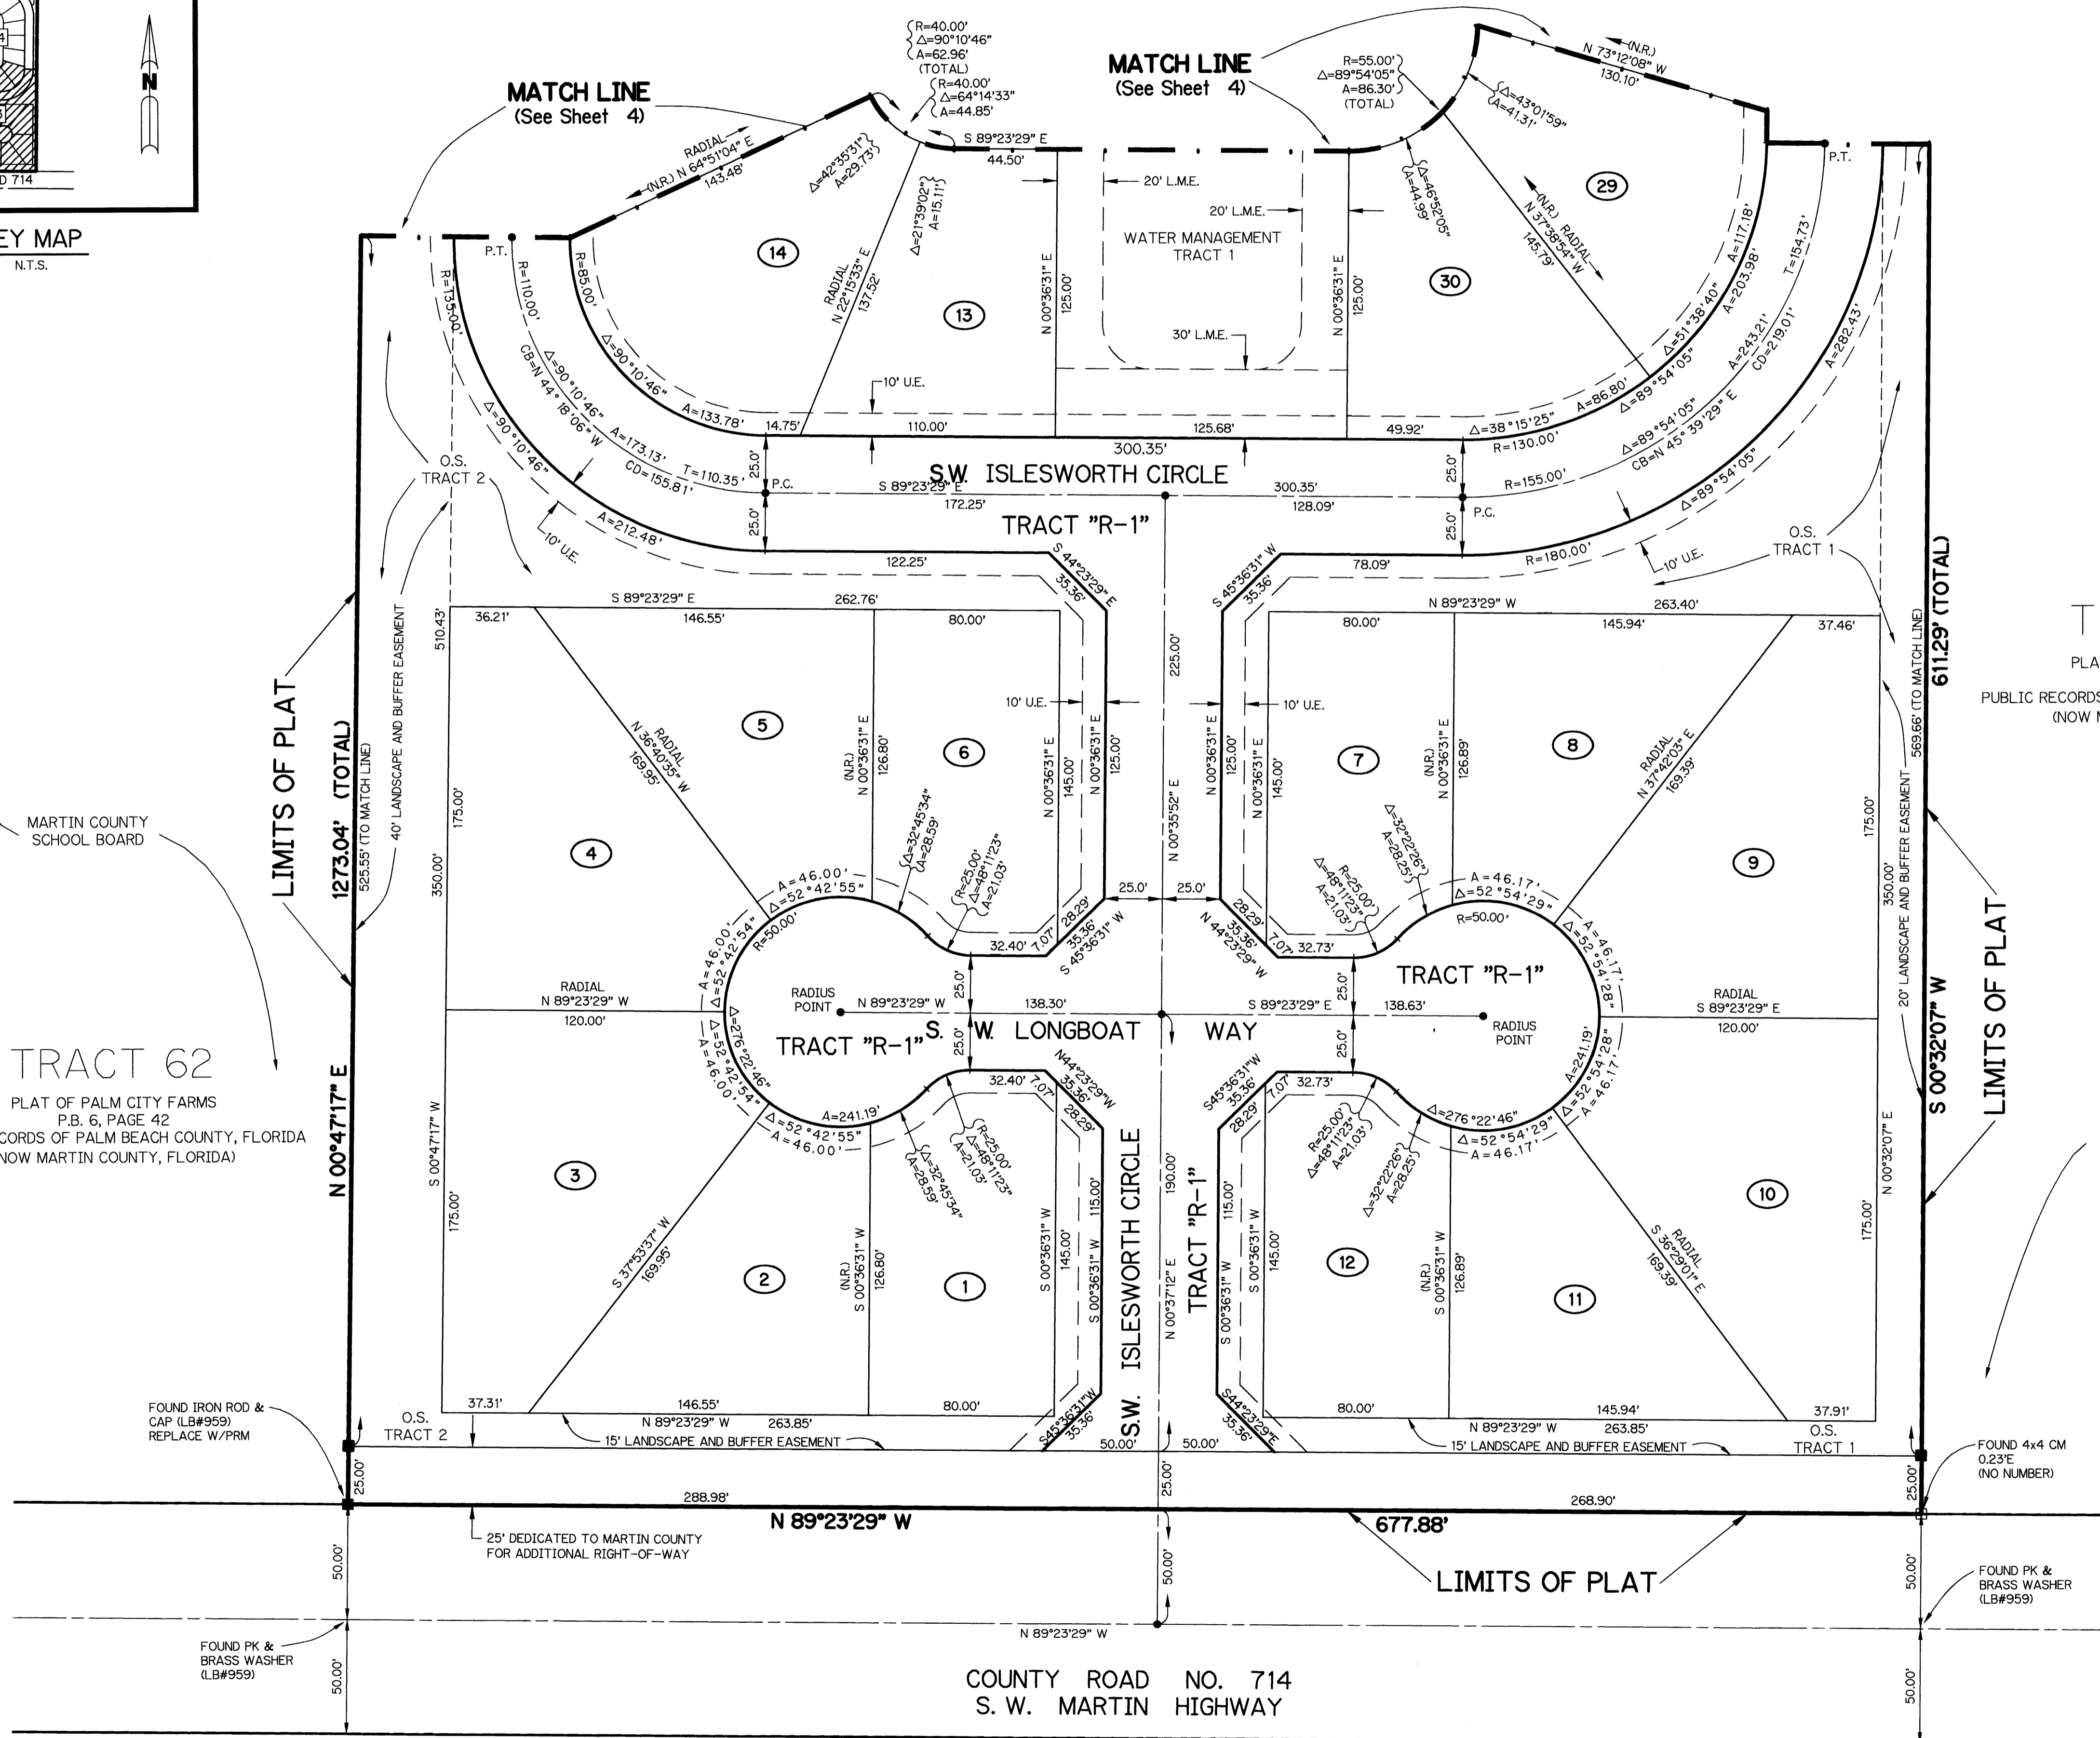 D 714
EY MAP
N.T.S.
N
MATCH LINE
(See Sheet 4)
R=40.00'
△=90°10'46"
A=62.96
(TOTAL)
R=40.00'
△=64°14'33"
A=44.85'
MATCH LINE
(See Sheet 4)
R=55.00'
△=89°54'05"
A=86.30'
(TOTAL)
△=43°01'59"
A=41.31'
(N.R.)
N 73°12'08" W
130.10'
RADIAL
(N.R.) N 64°51'04" E
143.48'
△=42°35'31"
A=29.73'
△=21°39'02"
A=15.11'
S 89°23'29" E
44.50'
20' L.M.E.
20' L.M.E.
WATER MANAGEMENT
TRACT 1
30' L.M.E.
△=46°52'05"
A=44.99'
(N.R.) RADIAL
N 37°38'54" W
145.79'
29
30
14
13
RADIAL
N 22°15'33" E
137.52'
N 00°36'31" E
125.00'
N 00°36'31" E
125.00'
P.T.
P.T.
R=135.00'
R=110.00'
R=85.00'
△=90°10'46"
A=133.78'
△=90°10'46"
CB=N 44°18'06" W
A=173.13'
CD=155.81'
T=110.35'
△=90°10'46"
A=212.48'
10' U.E.
10' U.E.
14.75'
110.00'
125.68'
49.92'
300.35'
△=38°15'25"
A=86.80'
R=130.00'
△=51°38'40"
A=117.18'
△=89°54'05"
A=203.98'
T=154.73'
A=243.21'
CD=219.01'
△=89°54'05"
CB=N 45°39'29" E
R=155.00'
A=282.43'
△=89°54'05"
R=180.00'
10' U.E.
25.0'
25.0'
P.C.
S.W. ISLESWORTH CIRCLE
S 89°23'29" E
300.35'
172.25'
128.09'
25.0'
25.0'
P.C.
TRACT "R-1"
O.S.
TRACT 2
O.S.
TRACT 1
122.25'
S 44°23'29" E
35.36'
S 45°36'31" W
35.36'
78.09'
S 89°23'29" E
262.76'
36.21'
146.55'
80.00'
N 89°23'29" W
263.40'
80.00'
145.94'
37.46'
510.43'
225.00'
N 00°35'52" E
LIMITS OF PLAT
1273.04' (TOTAL)
525.55' (TO MATCH LINE)
40' LANDSCAPE AND BUFFER EASEMENT
N 00°47'17" E
175.00'
350.00'
175.00'
S 00°47'17" W
5
6
4
3
2
1
RADIAL
N 36°40'35" W
169.95'
(N.R.)
N 00°36'31" E
126.80'
10' U.E.
N 00°36'31" E
145.00'
N 00°36'31" E
125.00'
10' U.E.
N 00°36'31" E
125.00'
N 00°36'31" E
145.00'
(N.R.)
N 00°36'31" E
126.89'
7
8
9
RADIAL
N 37°42'03" E
169.39'
△=32°45'34"
A=28.59'
R=25.00'
△=48°11'23"
A=21.03'
△=32°22'26"
A=28.25'
R=25.00'
△=48°11'23"
A=21.03'
A=46.00'
△=52°42'55"
A=46.00'
△=52°42'54"
R=50.00'
△=276°22'46"
△=52°42'54"
A=46.00'
A=241.19'
△=52°42'55"
A=46.00'
32.40'
7.07'
28.29'
35.36'
S 45°36'31" W
25.0'
25.0'
28.29'
35.36'
N 44°23'29" W
7.07'
32.73'
A=46.17'
△=52°54'29"
R=50.00'
A=46.17'
△=52°54'28"
A=241.19'
△=52°54'28"
A=46.17'
△=276°22'46"
△=52°54'29"
A=46.17'
RADIAL
N 89°23'29" W
120.00'
RADIUS
POINT
N 89°23'29" W
138.30'
25.0'
25.0'
S 89°23'29" E
138.63'
25.0'
25.0'
TRACT "R-1"
RADIUS
POINT
RADIAL
S 89°23'29" E
120.00'
TRACT "R-1"
S. W. LONGBOAT WAY
32.40'
7.07'
N44°23'29"W
35.36'
28.29'
S45°36'31"W
35.36'
28.29'
7.07'
32.73'
R=25.00'
△=48°11'23"
A=21.03'
△=32°45'34"
A=28.59'
R=25.00'
△=48°11'23"
A=21.03'
△=32°22'26"
A=28.25'
S 37°53'37" W
169.95'
(N.R.)
S 00°36'31" W
126.80'
S 00°36'31" W
145.00'
S 00°36'31" W
115.00'
S.W. ISLESWORTH CIRCLE
190.00'
N 00°37'12" E
TRACT "R-1"
S 00°36'31" W
115.00'
S 00°36'31" W
145.00'
(N.R.)
S 00°36'31" W
126.89'
12
11
10
RADIAL
S 36°29'01" E
169.39'
175.00'
350.00'
175.00'
N 00°32'07" E
20' LANDSCAPE AND BUFFER EASEMENT
569.66' (TO MATCH LINE)
611.29' (TOTAL)
S 00°32'07" W
LIMITS OF PLAT
T
PLA
PUBLIC RECORDS
(NOW M
MARTIN COUNTY
SCHOOL BOARD
TRACT 62
PLAT OF PALM CITY FARMS
P.B. 6, PAGE 42
CORDS OF PALM BEACH COUNTY, FLORIDA
NOW MARTIN COUNTY, FLORIDA)
37.31'
146.55'
80.00'
N 89°23'29" W
263.85'
O.S.
TRACT 2
15' LANDSCAPE AND BUFFER EASEMENT
S45°36'31"W
35.36'
50.00'
50.00'
S44°23'29"E
35.36'
80.00'
145.94'
37.91'
N 89°23'29" W
263.85'
15' LANDSCAPE AND BUFFER EASEMENT
O.S.
TRACT 1
FOUND IRON ROD &
CAP (LB#959)
REPLACE W/PRM
FOUND 4x4 CM
0.23'E
(NO NUMBER)
25.00'
25.00'
25.00'
288.98'
268.90'
N 89°23'29" W
677.88'
25' DEDICATED TO MARTIN COUNTY
FOR ADDITIONAL RIGHT-OF-WAY
LIMITS OF PLAT
50.00'
50.00'
50.00'
FOUND PK &
BRASS WASHER
(LB#959)
N 89°23'29" W
FOUND PK &
BRASS WASHER
(LB#959)
50.00'
50.00'
COUNTY ROAD NO. 714
S. W. MARTIN HIGHWAY